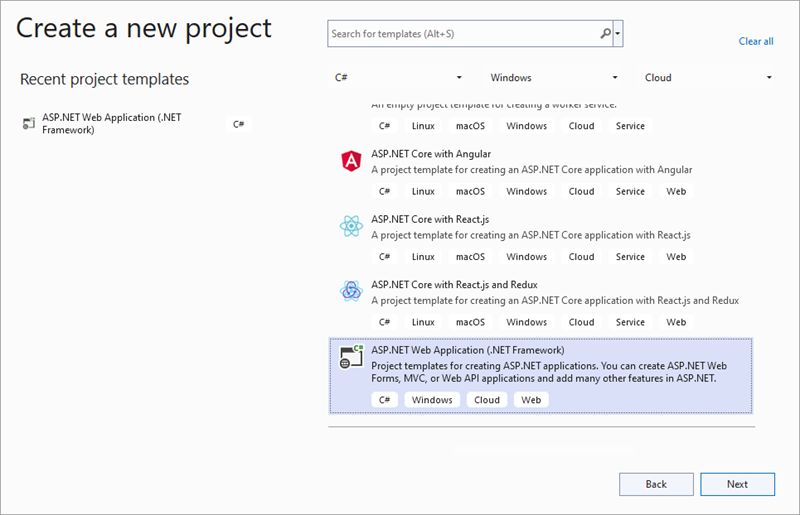 Create a new project
Search for templates (Alt+S)
Clear all
Recent project templates
C#
Windows
Cloud
ASP.NET Web Application (.NET
Framework)
C#
An empty project template for creating a worker service.
C# Linux macOS Windows Cloud Service
ASP.NET Core with Angular
A project template for creating an ASP.NET Core application with Angular
C# Linux macOS Windows Cloud Service Web
ASP.NET Core with React.js
A project template for creating an ASP.NET Core application with React.js
C# Linux macOS Windows Cloud Service Web
ASP.NET Core with React.js and Redux
A project template for creating an ASP.NET Core application with React.js and Redux
C# Linux macOS Windows Cloud Service Web
ASP.NET Web Application (.NET Framework)
Project templates for creating ASP.NET applications. You can create ASP.NET Web
Forms, MVC, or Web API applications and add many other features in ASP.NET.
C# Windows Cloud Web
Back
Next